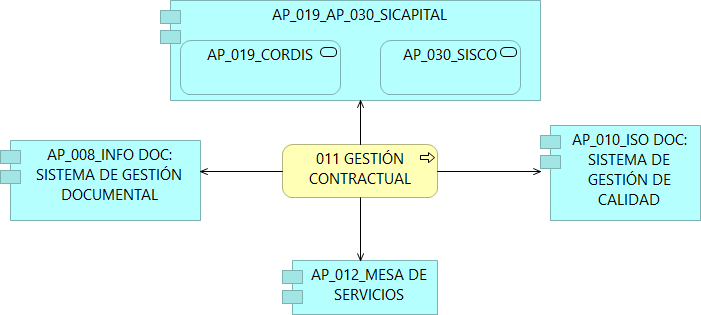 AP_019_AP_030_SICAPITAL
AP_019_CORDIS
AP_030_SISCO
AP_008_INFO DOC:
SISTEMA DE GESTIÓN
DOCUMENTAL
011 GESTIÓN
CONTRACTUAL
AP_010_ISO DOC:
SISTEMA DE
GESTIÓN DE
CALIDAD
AP_012_MESA DE
SERVICIOS